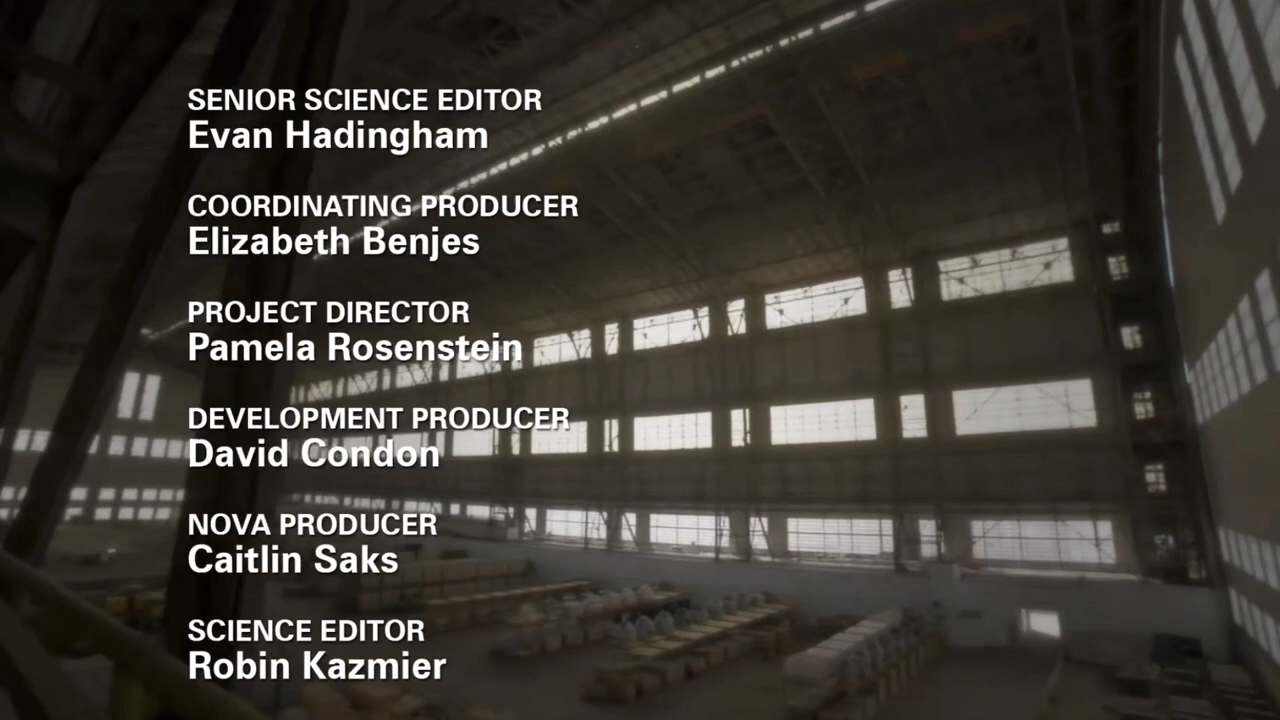 SENIOR SCIENCE EDITOR
Evan Hadingham
COORDINATING PRODUCER
Elizabeth Benjes
PROJECT DIRECTOR
Pamela Rosenstein
DEVELOPMENT PRODUCER
David Condon
NOVA PRODUCER
Caitlin Saks
SCIENCE EDITOR
Robin Kazmier